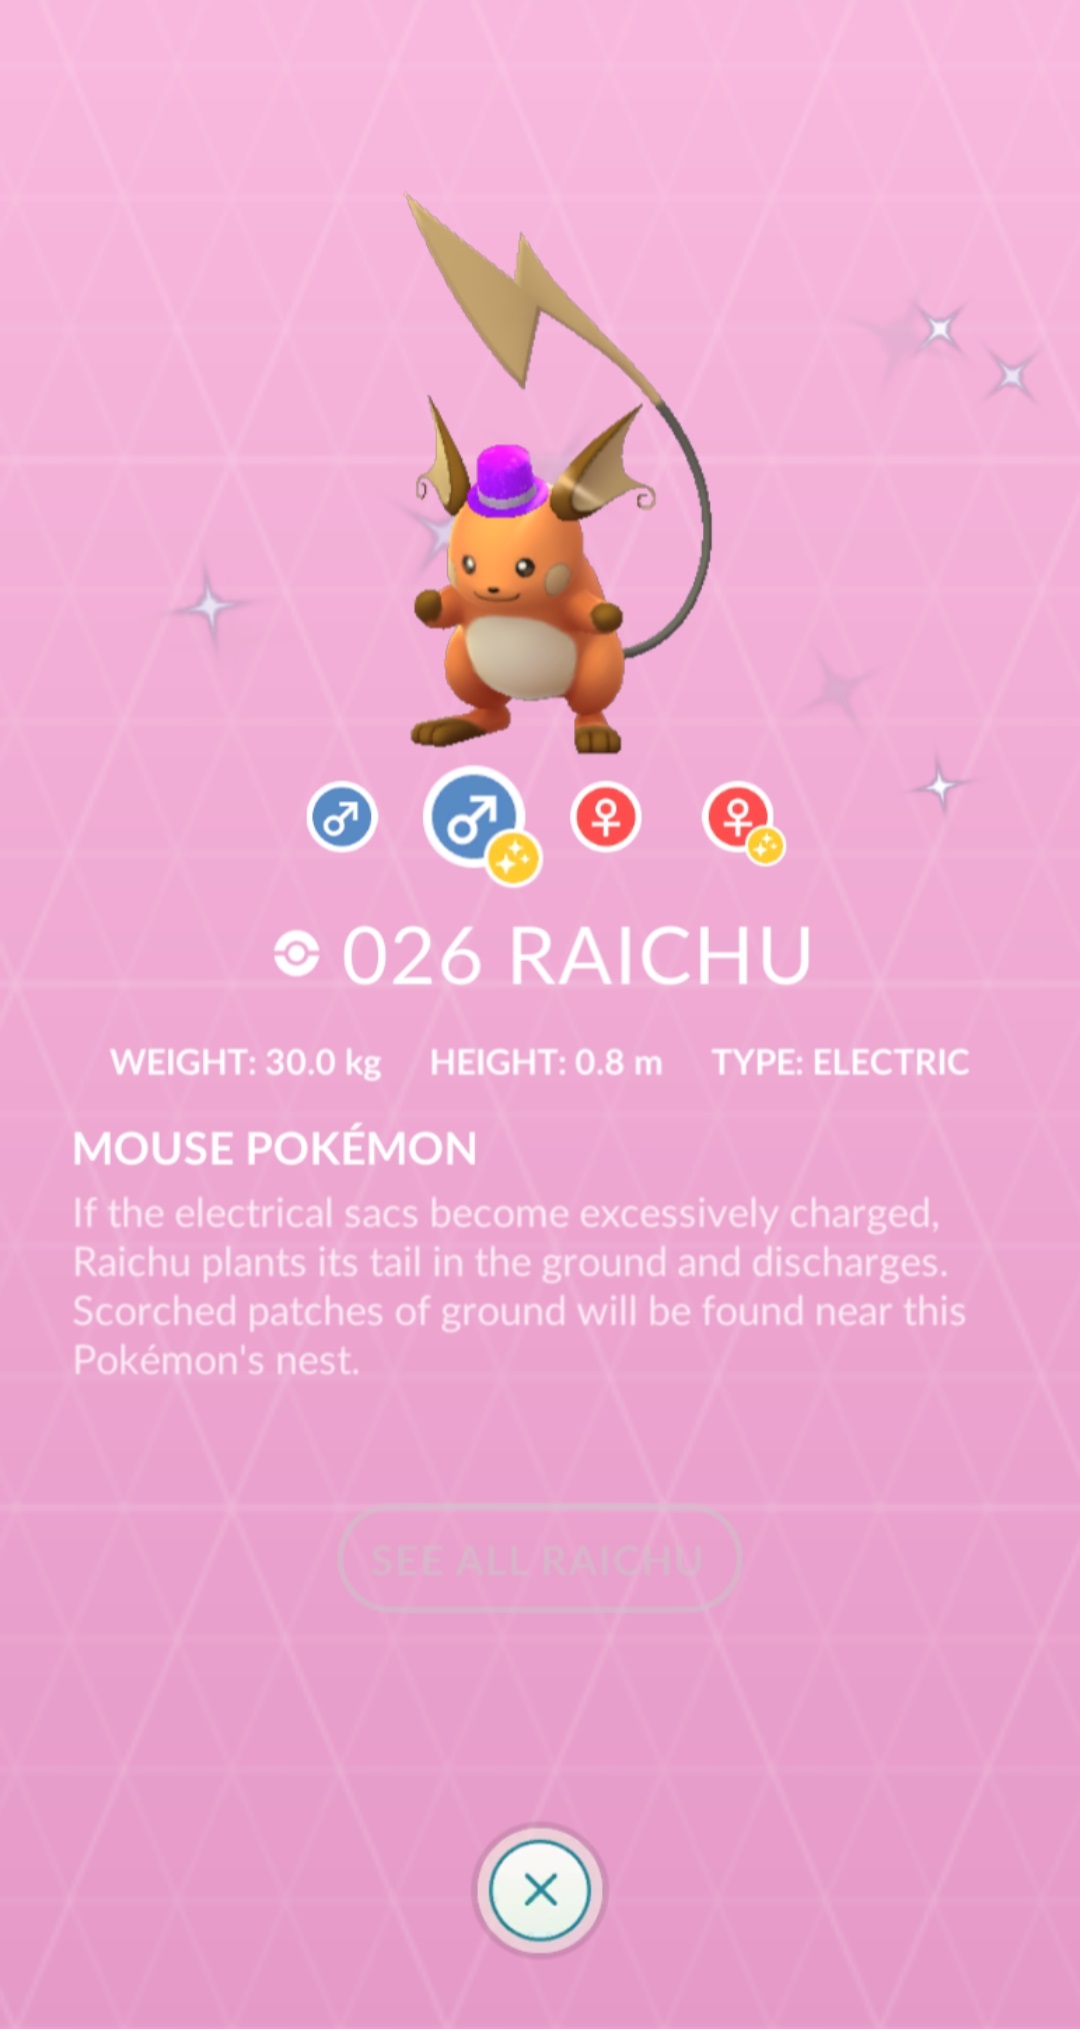 026 RAICHU
WEIGHT: 30.0 kg HEIGHT: 0.8 m TYPE: ELECTRIC
MOUSE POKÉMON
If the electrical sacs become excessively charged,
Raichu plants its tail in the ground and discharges.
Scorched patches of ground will be found near this
Pokémon's nest.
SEE ALL RAICHU